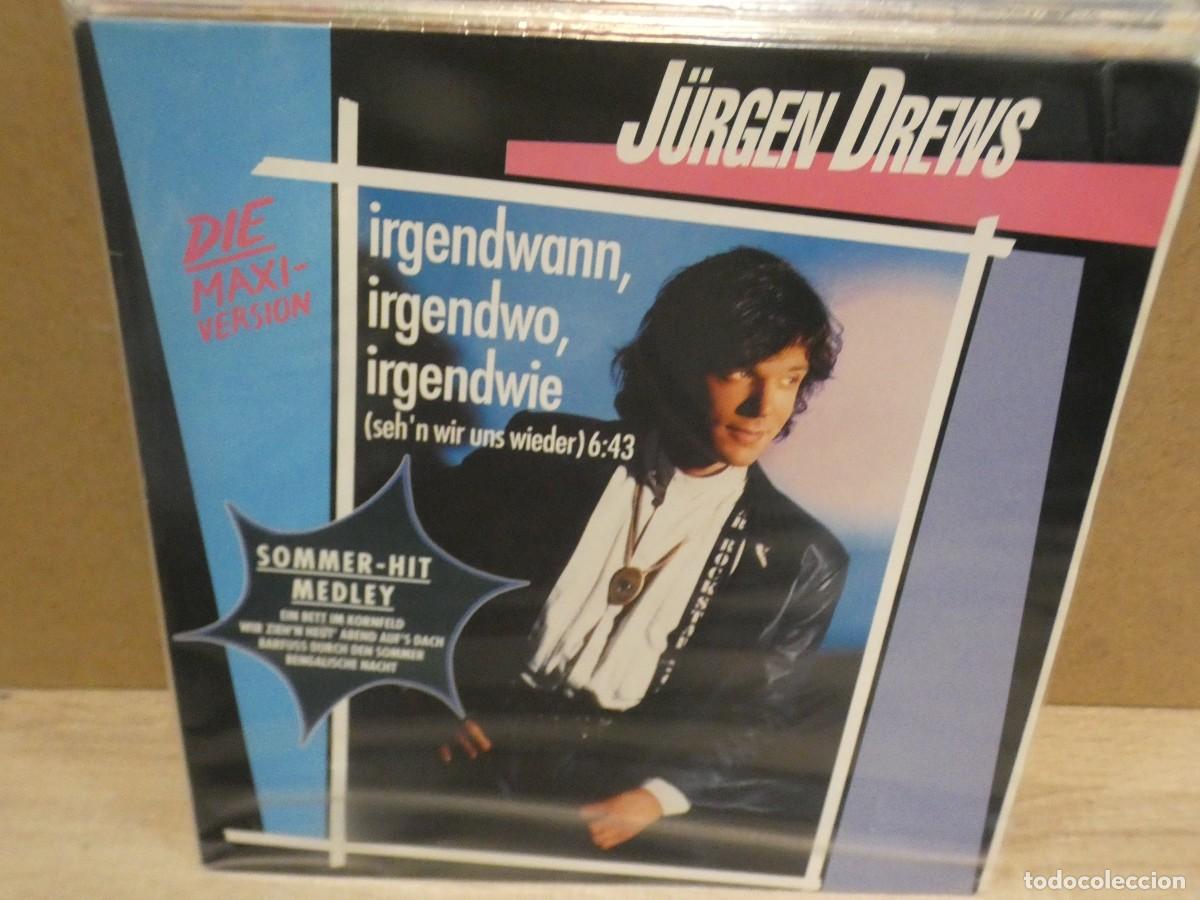 JÜRGEN DREWS
DIE
MAXI-
VERSION
irgendwann,
irgendwo,
irgendwie
(seh'n wir uns wieder) 6:43
SOMMER-HIT
MEDLEY
EIN BETT IM KORNFELD
WIR ZIEH'N HEUT' ABEND AUF'S DACH
BARFUSS DURCH DEN SOMMER
BENGALISCHE NACHT
todocoleccion